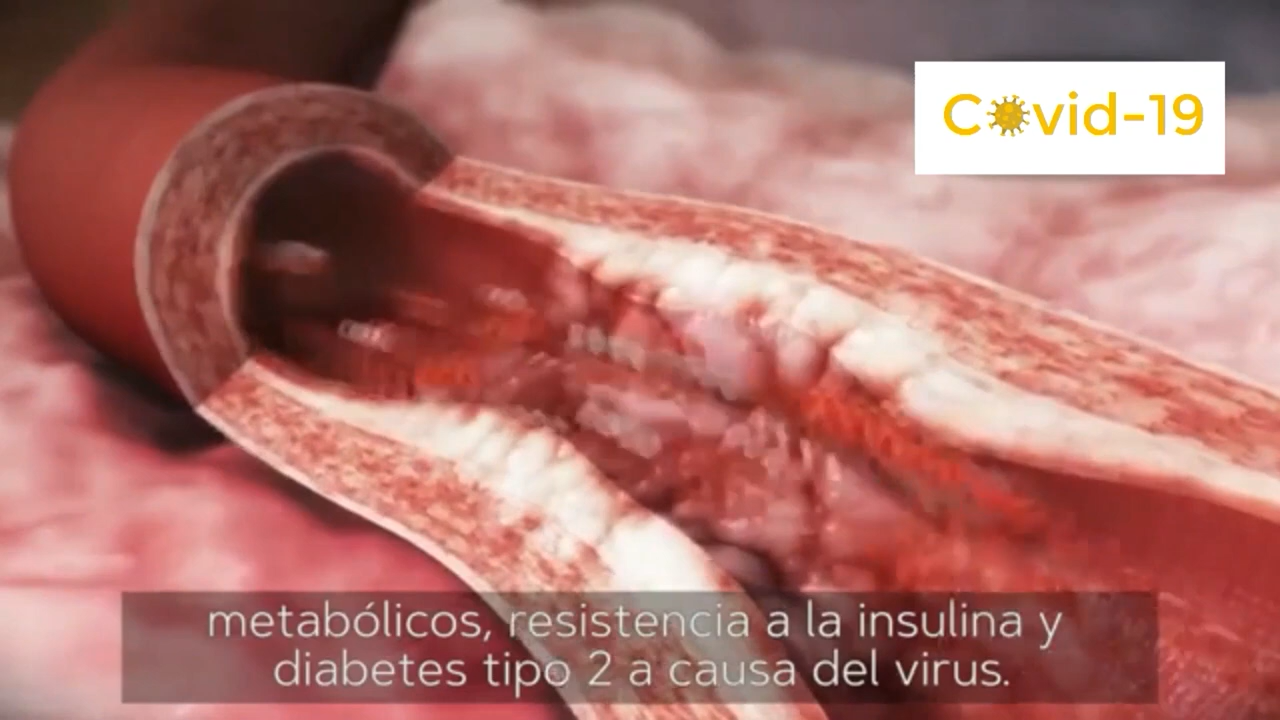 Covid-19
metabólicos, resistencia a la insulina y
diabetes tipo 2 a causa del virus.